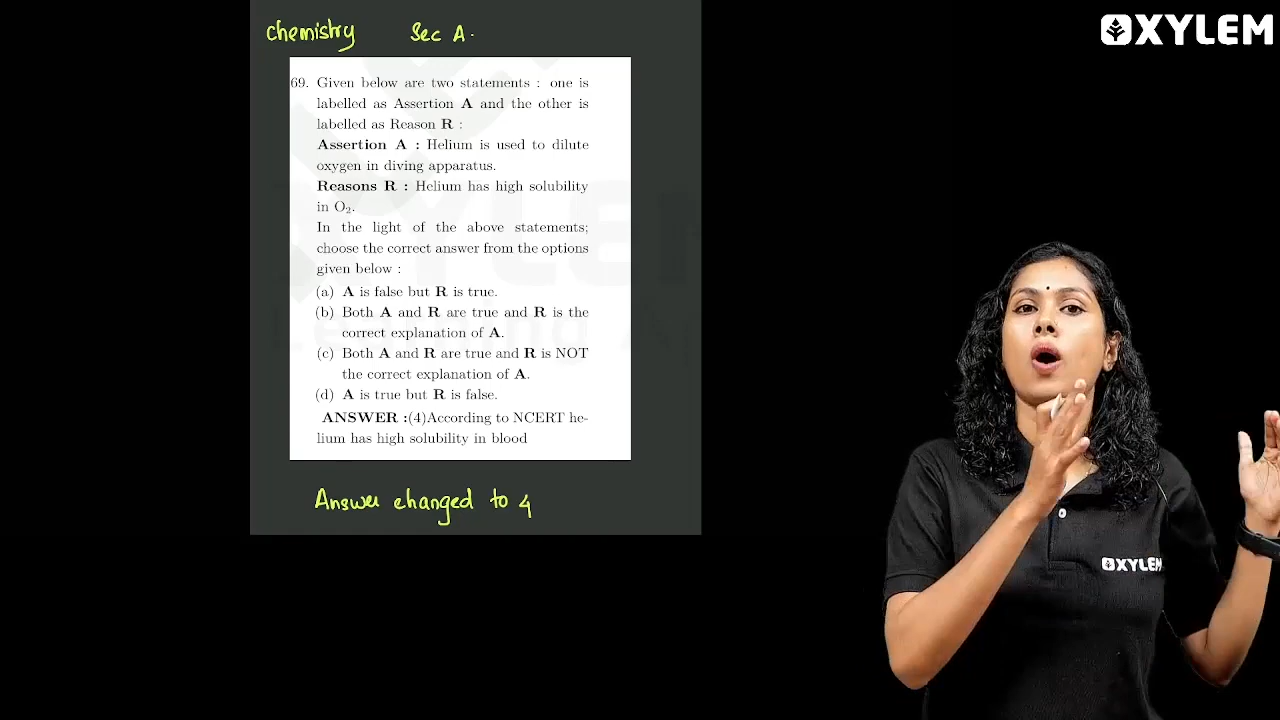 chemistry Sec A.
OXYLEM
69. Given below are two statements : one is
labelled as Assertion A and the other is
labelled as Reason R :
Assertion A : Helium is used to dilute
oxygen in diving apparatus.
Reasons R : Helium has high solubility
in O₂.
In the light of the above statements;
choose the correct answer from the options
given below :
(a) A is false but R is true.
(b) Both A and R are true and R is the
correct explanation of A.
(c) Both A and R are true and R is NOT
the correct explanation of A.
(d) A is true but R is false.
ANSWER :(4)According to NCERT he-
lium has high solubility in blood
Answer changed to 4
OXYLEM